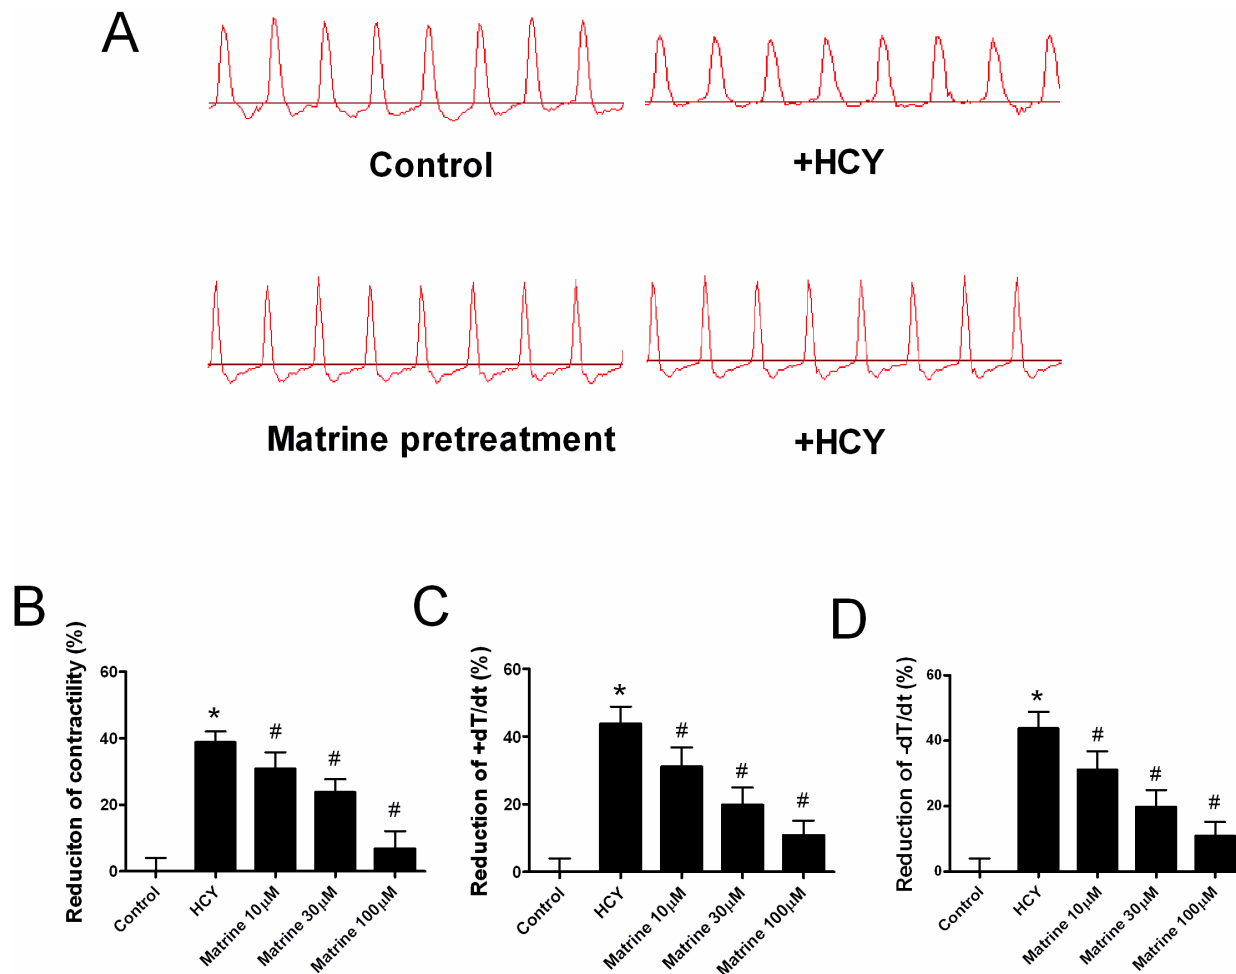 A
Control
+HCY
Matrine pretreatment
+HCY
B
Reduciton of contractility (%)
60
40
20
0
*
#
#
#
Control
HCY
Matrine 10μM
Matrine 30μM
Matrine 100μM
C
Reduction of +dT/dt (%)
60
40
20
0
*
#
#
#
Control
HCY
Matrine 10μM
Matrine 30μM
Matrine 100μM
D
Reduction of -dT/dt (%)
60
40
20
0
*
#
#
#
Control
HCY
Matrine 10μM
Matrine 30μM
Matrine 100μM